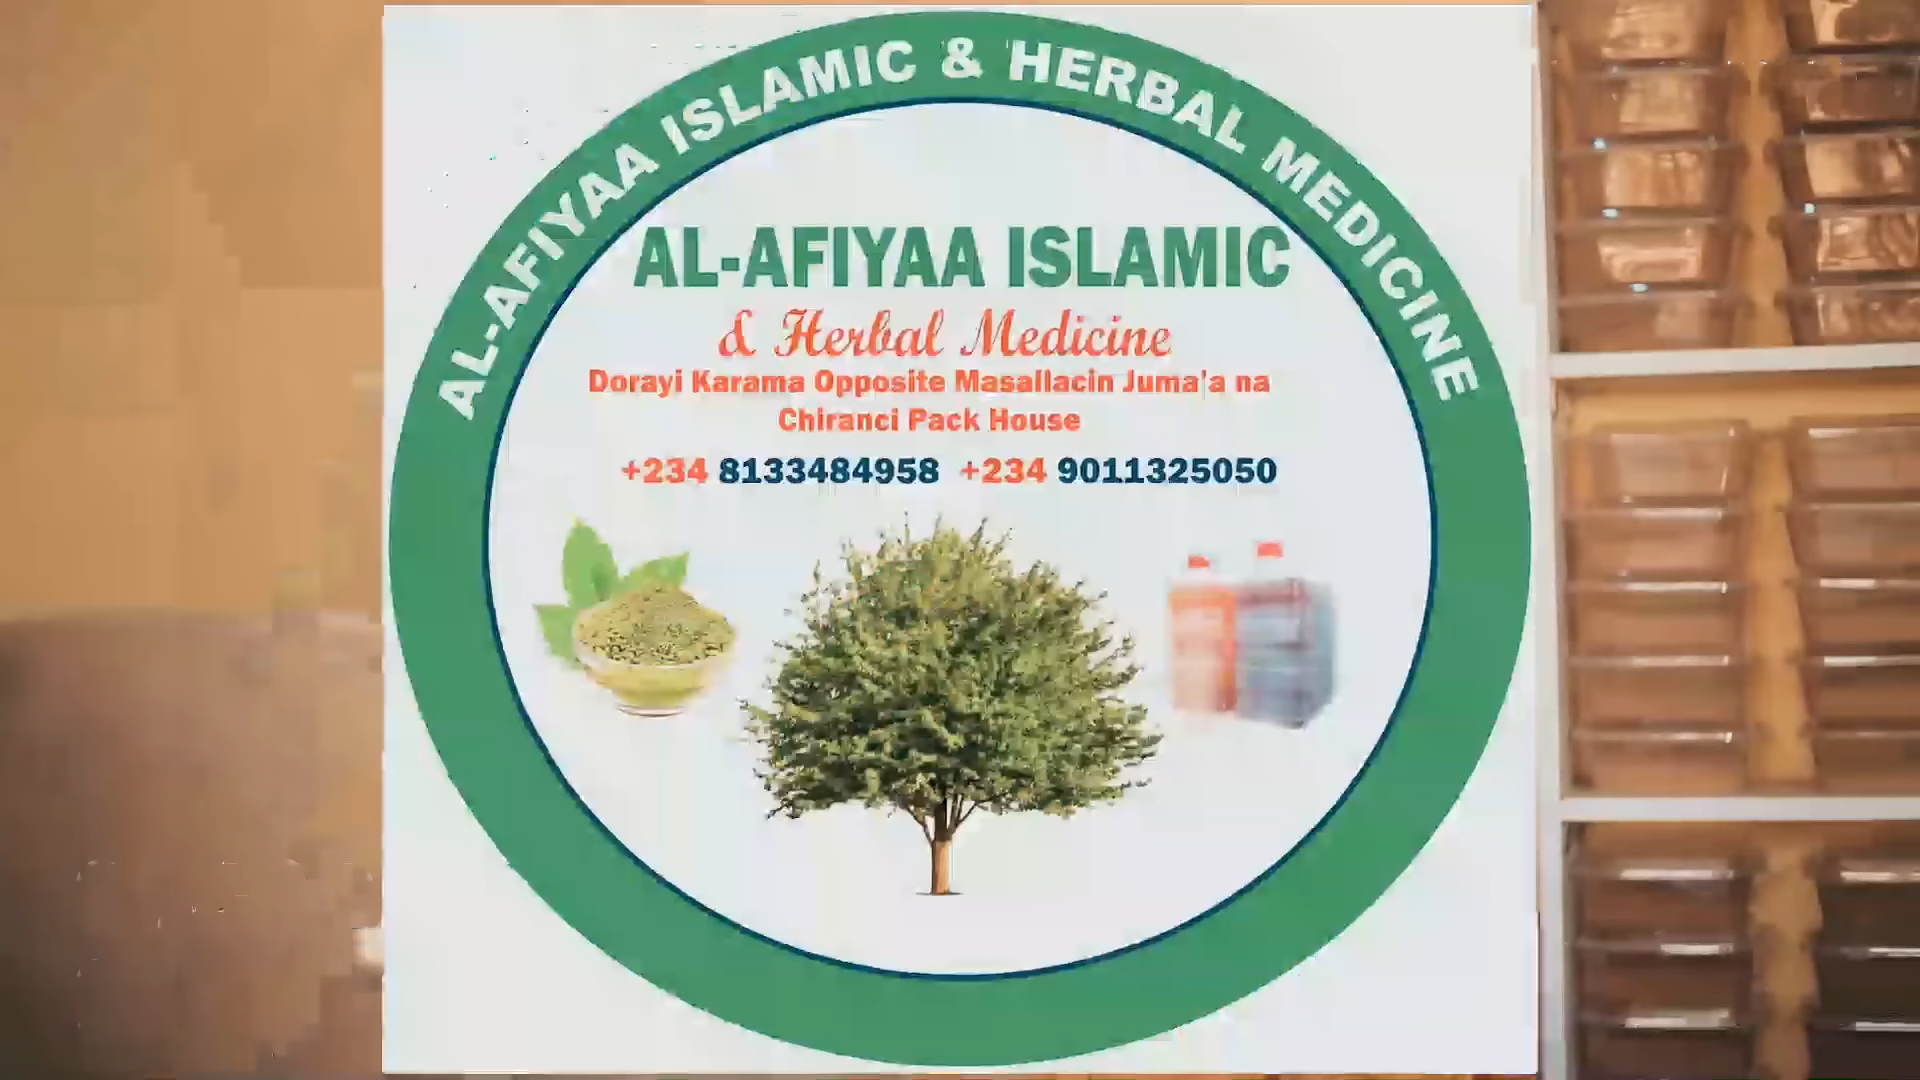 AL-AFIYAA ISLAMIC & HERBAL MEDICINE
AL-AFIYAA ISLAMIC
& Herbal Medicine
Dorayi Karama Opposite Masallacin Juma'a na
Chiranci Pack House
+234 8133484958 +234 9011325050